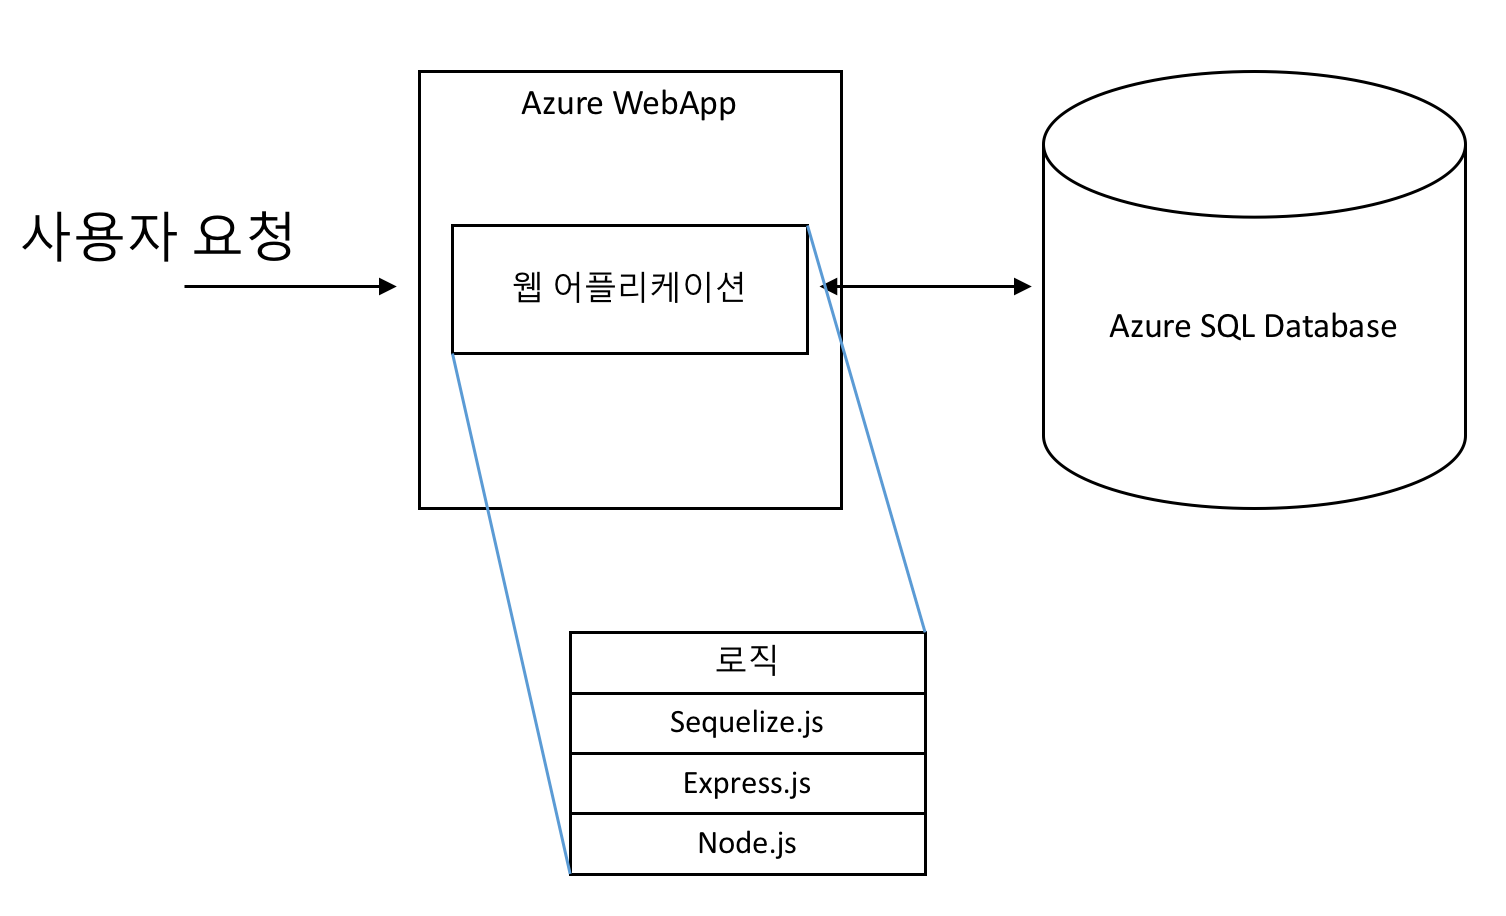 Azure WebApp
사용자 요청
웹 어플리케이션
Azure SQL Database
로직
Sequelize.js
Express.js
Node.js